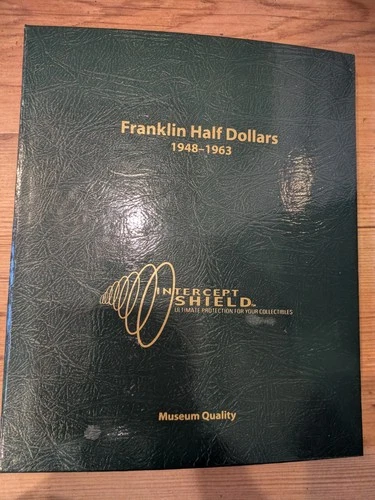 Franklin Half Dollars
1948–1963
INTERCEPT
SHIELD™
ULTIMATE PROTECTION FOR YOUR COLLECTIBLES
Museum Quality